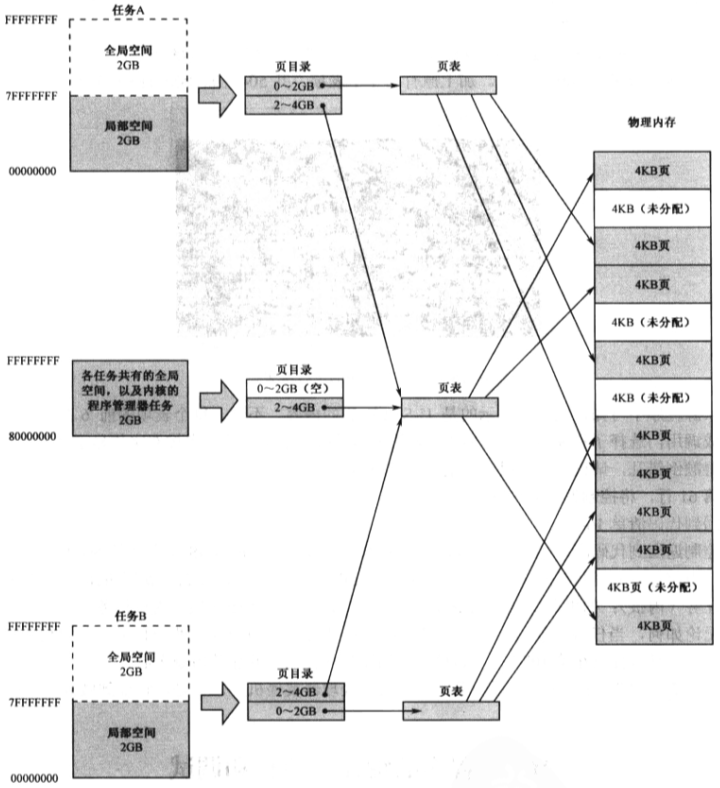 任务A
FFFFFFFF
全局空间
2GB
7FFFFFFF
局部空间
2GB
00000000
页目录
0～2GB
2～4GB
页表
物理内存
4KB页
4KB（未分配）
4KB页
4KB页
4KB（未分配）
4KB页
4KB（未分配）
4KB页
4KB页
4KB页
4KB页
4KB页（未分配）
4KB页
FFFFFFFF
各任务共有的全局
空间，以及内核的
程序管理器任务
2GB
80000000
页目录
0～2GB（空）
2～4GB
页表
任务B
FFFFFFFF
全局空间
2GB
7FFFFFFF
局部空间
2GB
00000000
页目录
2～4GB
0～2GB
页表